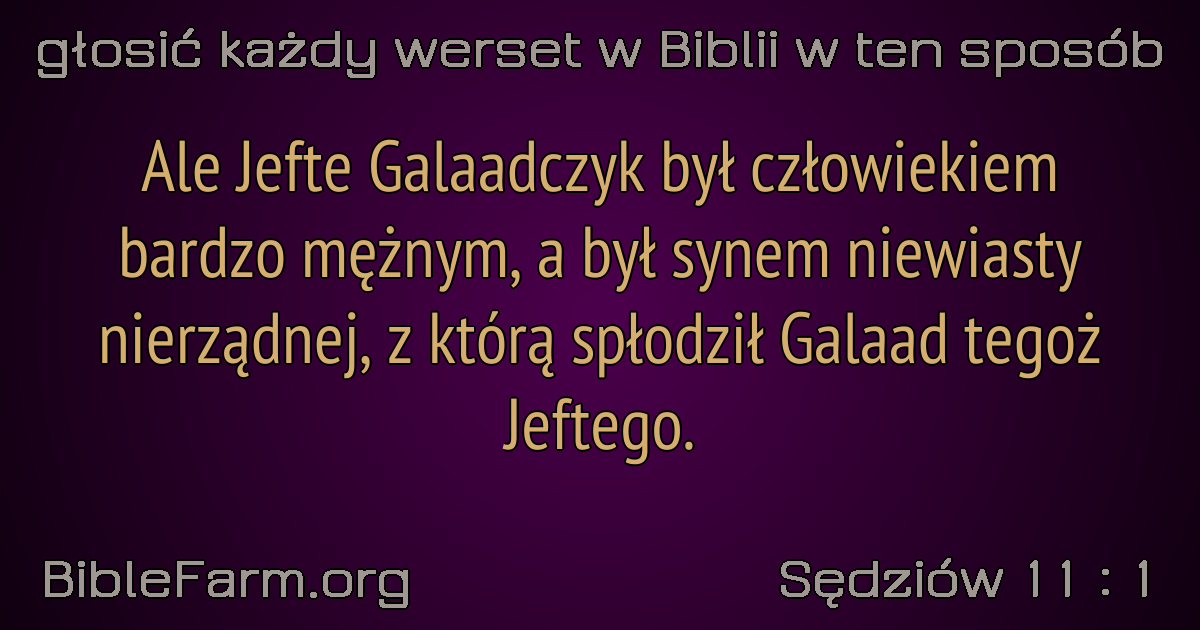 głosić każdy werset w Biblii w ten sposób
Ale Jefte Galaadczyk był człowiekiem
bardzo mężnym, a był synem niewiasty
nierządnej, z którą spłodził Galaad tegoż
Jeftego.
BibleFarm.org
Sędziów 11 : 1